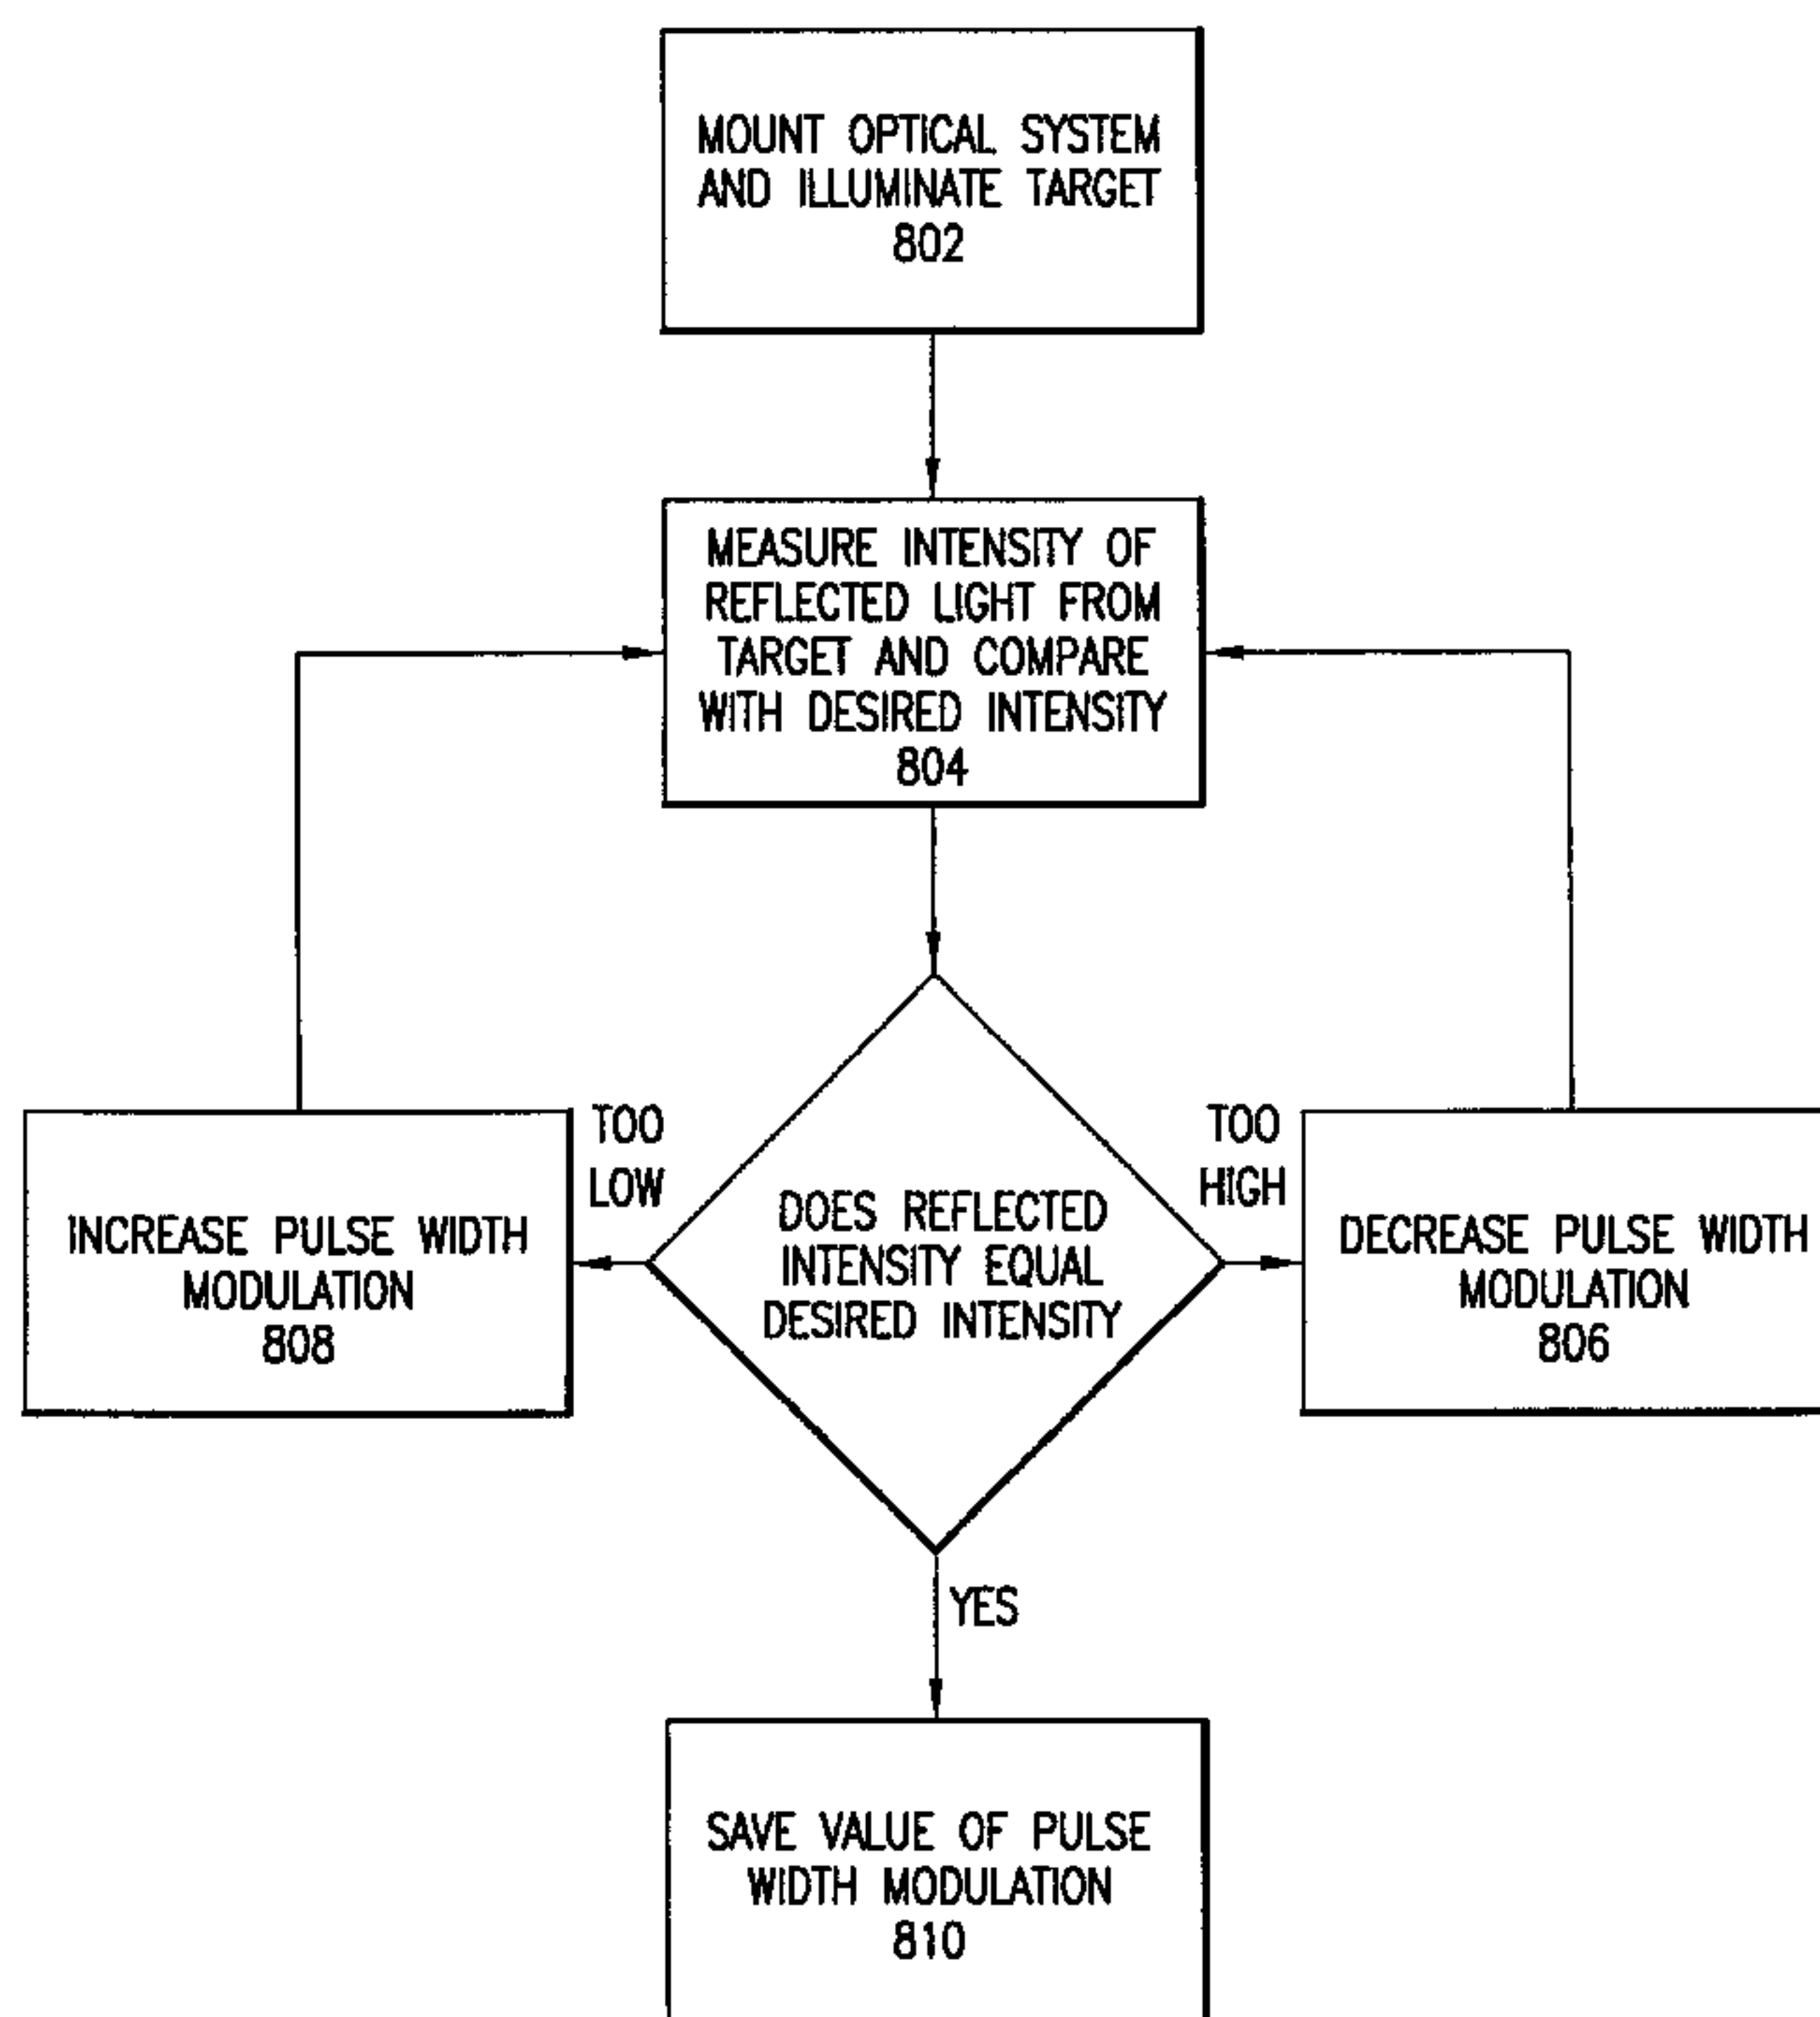 MOUNT OPTICAL SYSTEM
AND ILLUMINATE TARGET
802
MEASURE INTENSITY OF
REFLECTED LIGHT FROM
TARGET AND COMPARE
WITH DESIRED INTENSITY
804
TOO
LOW
TOO
HIGH
INCREASE PULSE WIDTH
MODULATION
808
DOES REFLECTED
INTENSITY EQUAL
DESIRED INTENSITY
DECREASE PULSE WIDTH
MODULATION
806
YES
SAVE VALUE OF PULSE
WIDTH MODULATION
810